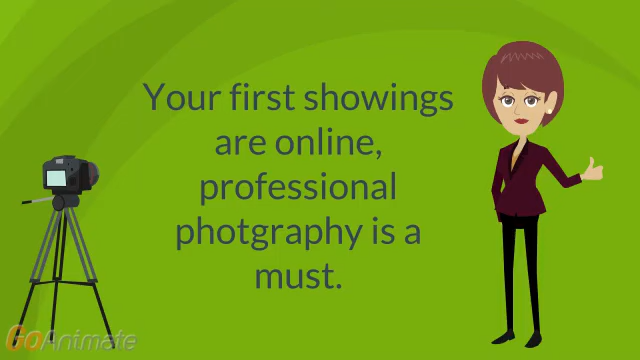 Your first showings
are online,
professional
photgraphy is a
must.
GoAnimate